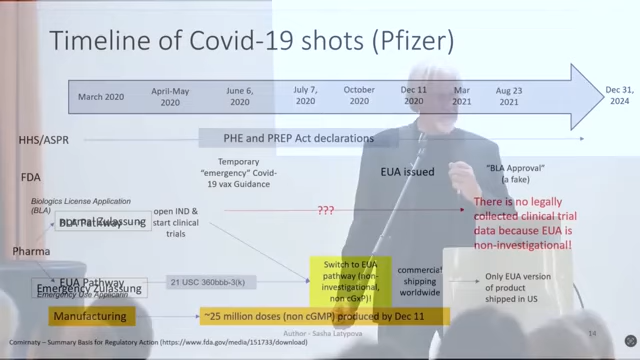 Timeline of Covid-19 shots (Pfizer)
March 2020
April-May
2020
June 6,
2020
July 7,
2020
October
2020
Dec 11
2020
Mar
2021
Aug 23
2021
Dec 31,
2024
HHS/ASPR
PHE and PREP Act declarations
FDA
Temporary
"emergency" Covid-
19 vax Guidance
EUA issued
"BLA Approval"
(a fake)
Biologics License Application
(BLA)
BLA Pathway
normal Zulassung
open IND &
start clinical
trials
???
There is no legally
collected clinical trial
data because EUA is
non-investigational!
Pharma
EUA Pathway
Emergency Zulassung
Emergency Use
21 USC 360bbb-3(k)
Switch to EUA
pathway (non-
investigational,
non cGxP)!
commercial
shipping
worldwide
Only EUA version
of product
shipped in US
Manufacturing
~25 million doses (non cGMP) produced by Dec 11
Author - Sasha Latypova
14
Comirnaty – Summary Basis for Regulatory Action (https://www.fda.gov/media/151733/download)